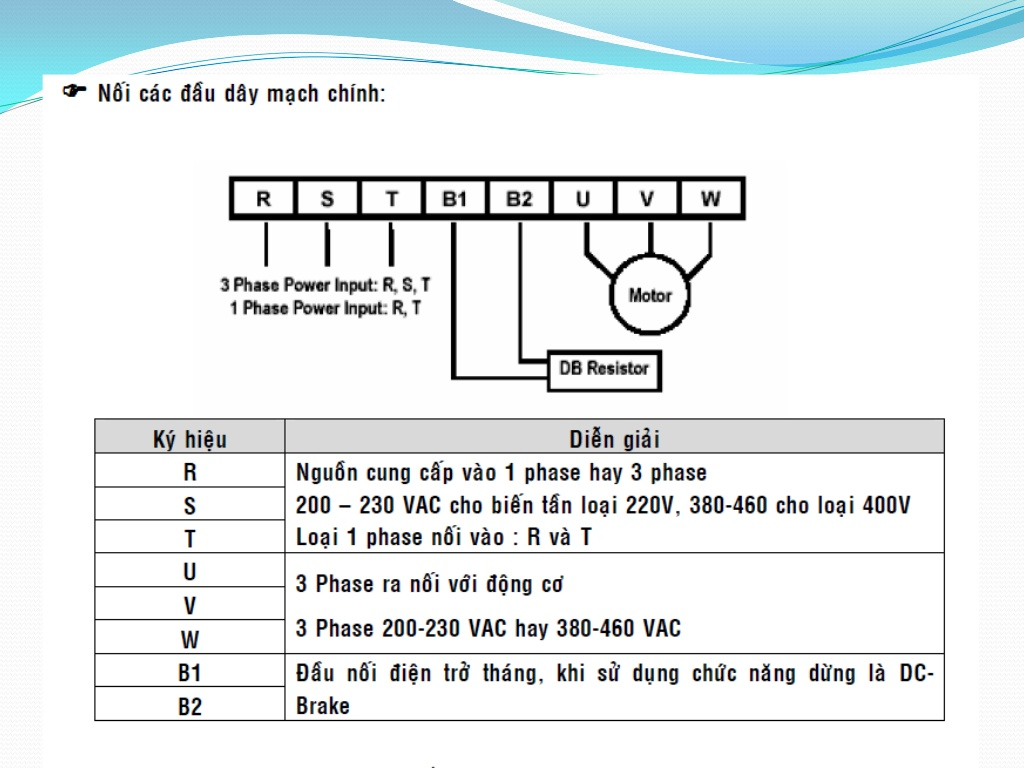 ☞ Nối các đầu dây mạch chính:
R S T B1 B2 U V W
3 Phase Power Input: R, S, T
1 Phase Power Input: R, T
Motor
DB Resistor
Ký hiệu Diễn giải
R Nguồn cung cấp vào 1 phase hay 3 phase
S 200 – 230 VAC cho biến tần loại 220V, 380-460 cho loại 400V
T Loại 1 phase nối vào : R và T
U
3 Phase ra nối với động cơ
V
W 3 Phase 200-230 VAC hay 380-460 VAC
B1 Đầu nối điện trở tháng, khi sử dụng chức năng dừng là DC-
B2 Brake